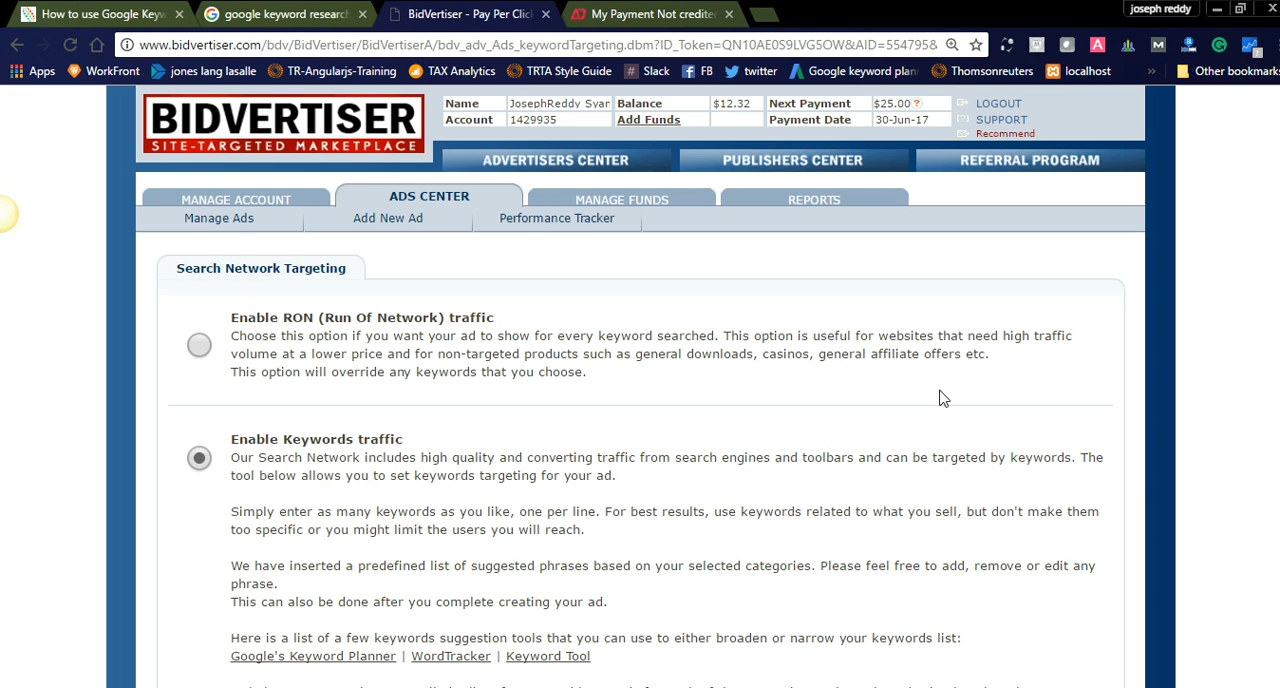 How to use Google Keyw
google keyword research
BidVertiser - Pay Per Clic
My Payment Not credite
joseph reddy
www.bidvertiser.com/bdv/BidVertiser/BidVertiserA/bdv_adv_Ads_keywordTargeting.dbm?ID_Token=QN10AE0S9LVG5OW&AID=554795&
Apps WorkFront jones lang lasalle TR-Angularjs-Training TAX Analytics TRTA Style Guide Slack FB twitter Google keyword plan Thomsonreuters localhost » Other bookmarks
BIDVERTISER
SITE-TARGETED MARKETPLACE
Name JosephReddy Syar Balance $12.32 Next Payment $25.00 ? LOGOUT
Account 1429935 Add Funds Payment Date 30-Jun-17 SUPPORT
Recommend
ADVERTISERS CENTER PUBLISHERS CENTER REFERRAL PROGRAM
MANAGE ACCOUNT ADS CENTER MANAGE FUNDS REPORTS
Manage Ads Add New Ad Performance Tracker
Search Network Targeting
Enable RON (Run Of Network) traffic
Choose this option if you want your ad to show for every keyword searched. This option is useful for websites that need high traffic
volume at a lower price and for non-targeted products such as general downloads, casinos, general affiliate offers etc.
This option will override any keywords that you choose.
Enable Keywords traffic
Our Search Network includes high quality and converting traffic from search engines and toolbars and can be targeted by keywords. The
tool below allows you to set keywords targeting for your ad.
Simply enter as many keywords as you like, one per line. For best results, use keywords related to what you sell, but don't make them
too specific or you might limit the users you will reach.
We have inserted a predefined list of suggested phrases based on your selected categories. Please feel free to add, remove or edit any
phrase.
This can also be done after you complete creating your ad.
Here is a list of a few keywords suggestion tools that you can use to either broaden or narrow your keywords list:
Google's Keyword Planner | WordTracker | Keyword Tool